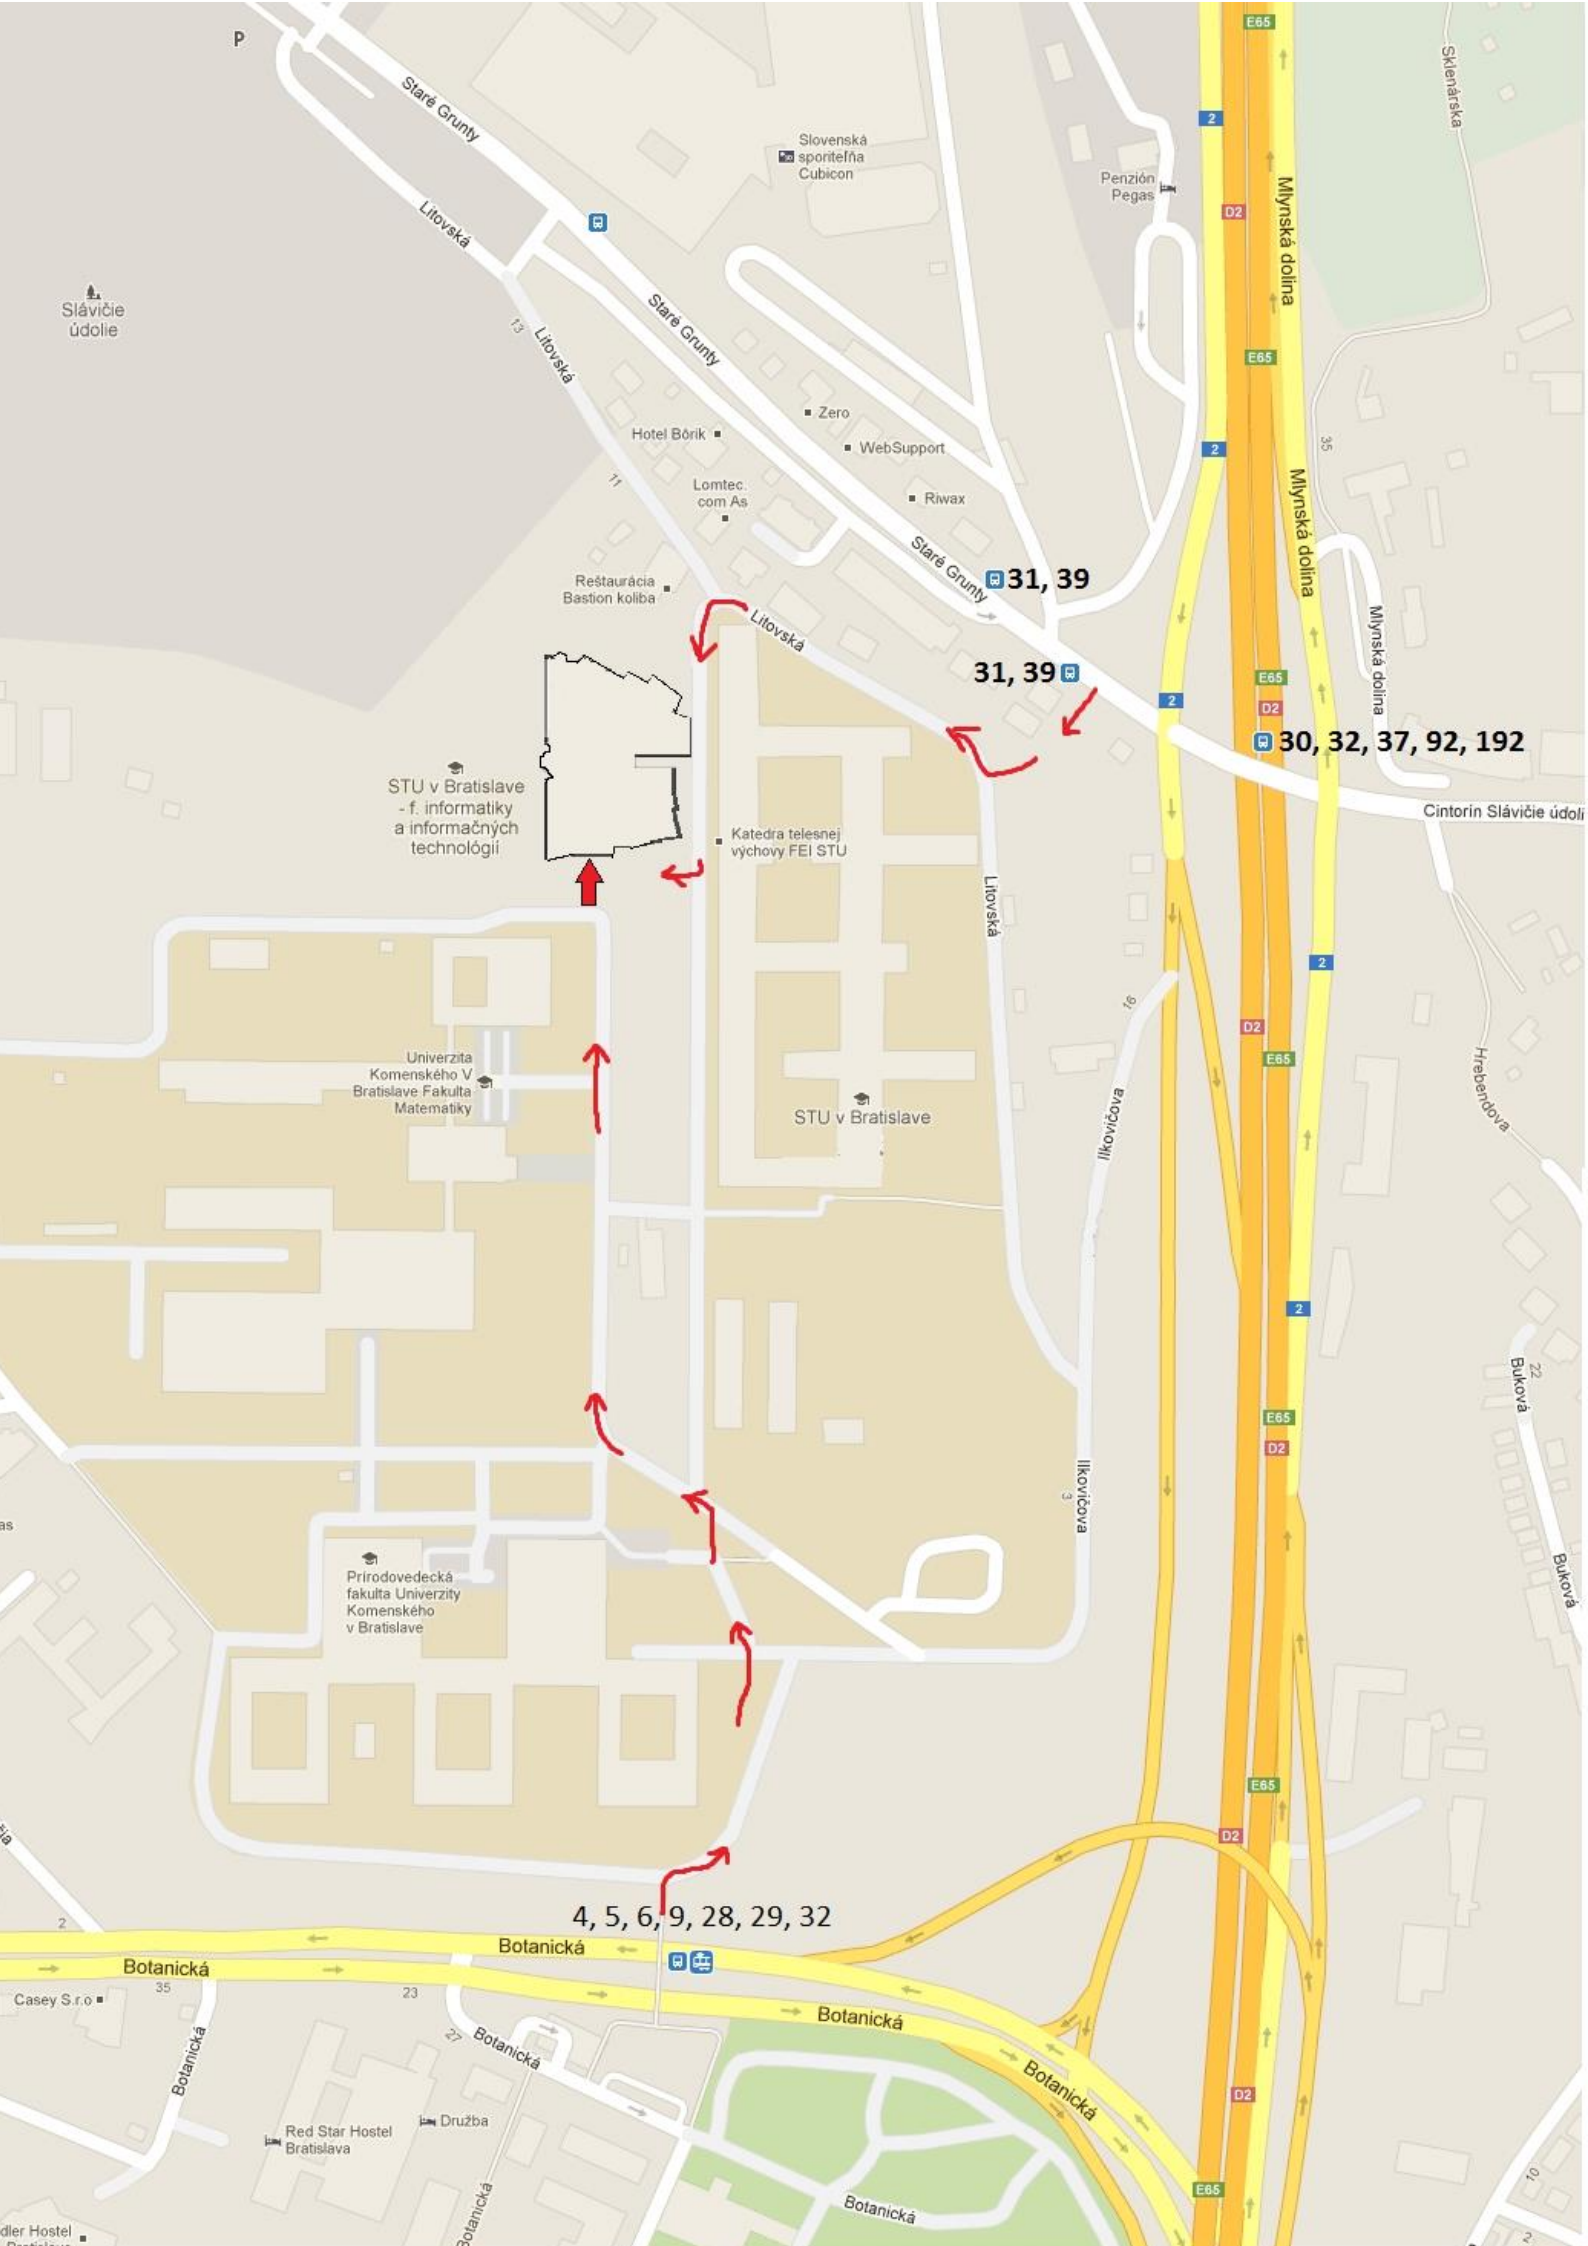 E65
P
Staré Grunty
Sklenárska
2
Slovenská
sporiteľňa
Cubicon
Penzión
Pegas
D2
Mlynská dolina
Litovská
Slávičie
údolie
13
Litovská
Staré Grunty
E65
Zero
Hotel Bôrik
WebSupport
2
35
11
Lomtec.
com As
Riwax
Mlynská dolina
Staré Grunty
31, 39
Reštaurácia
Bastion koliba
Litovská
Mlynská dolina
31, 39
E65
2
D2
30, 32, 37, 92, 192
STU v Bratislave
- f. informatiky
a informačných
technológií
Katedra telesnej
výchovy FEI STU
Cintorín Slávičie údolí
Litovská
2
16
D2
E65
Univerzita
Komenského V
Bratislave Fakulta
Matematiky
Hrebendova
STU v Bratislave
Ilkovičova
2
22
Buková
E65
D2
3
Ilkovičova
as
Prírodovedecká
fakulta Univerzity
Komenského
v Bratislave
Buková
E65
D2
4, 5, 6, 9, 28, 29, 32
2
Botanická
Botanická
35
23
Casey S.r.o
Botanická
27
Botanická
Botanická
Botanická
D2
Družba
Red Star Hostel
Bratislava
10
E65
Botanická
Botanická
dler Hostel
2